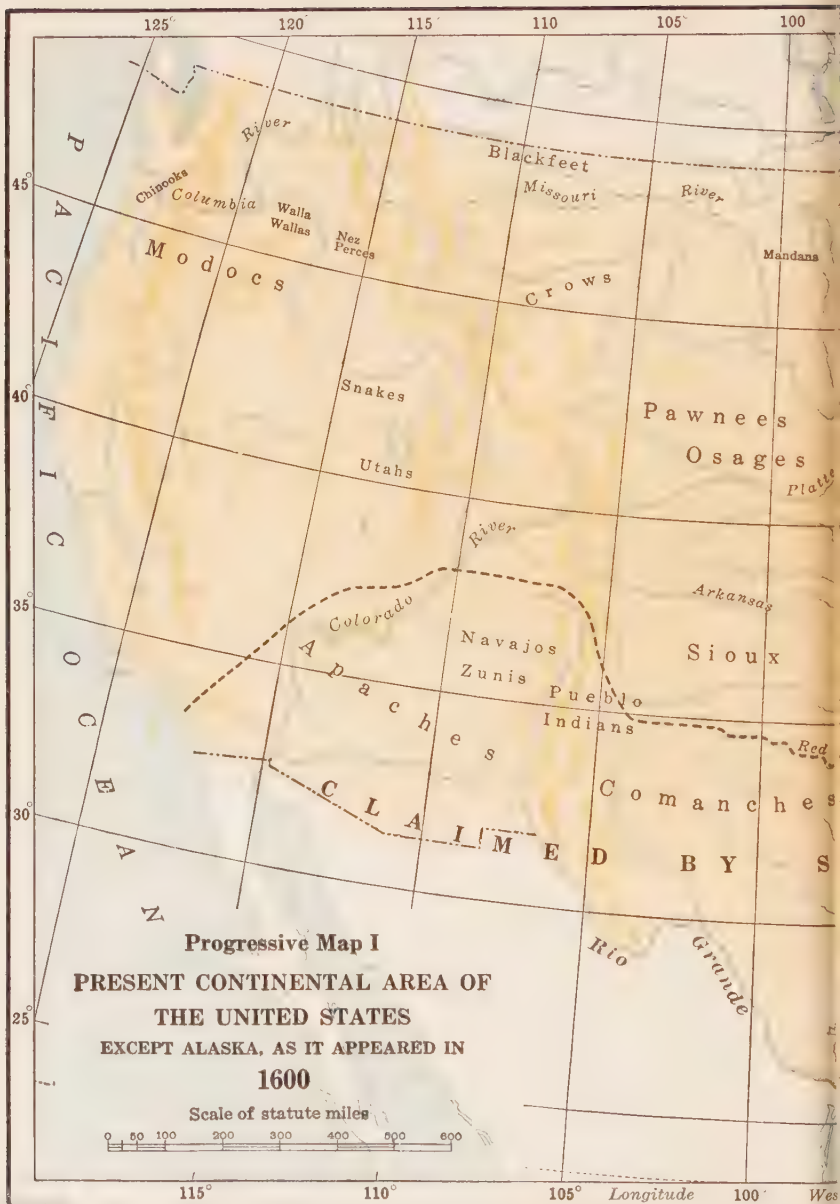 125° 120° 115° 110 105° 100
45°
40°
35°
30°
25°
PACIFIC OCEAN
River
Chinooks
Columbia
Walla
Wallas
Nez
Perces
Modocs
Blackfeet
Missouri River
Mandans
Crows
Snakes
Utahs
Pawnees
Osages
Platte
River
Colorado
Arkansas
Navajos
Zunis
Pueblo
Indians
Apaches
Sioux
Red
Comanches
CLAIMED BY S
Rio Grande
Progressive Map I
PRESENT CONTINENTAL AREA OF
THE UNITED STATES
EXCEPT ALASKA, AS IT APPEARED IN
1600
Scale of statute miles
0 50 100 200 300 400 500 600
115° 110° 105° Longitude 100° Wes